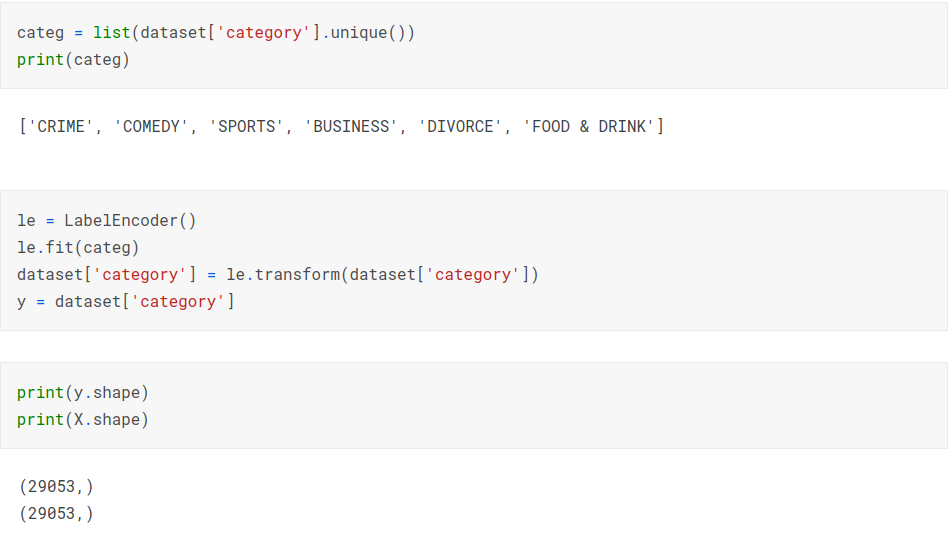 categ = list(dataset['category'].unique())
print(categ)
['CRIME', 'COMEDY', 'SPORTS', 'BUSINESS', 'DIVORCE', 'FOOD & DRINK']
le = LabelEncoder()
le.fit(categ)
dataset['category'] = le.transform(dataset['category'])
y = dataset['category']
print(y.shape)
print(X.shape)
(29053,)
(29053,)